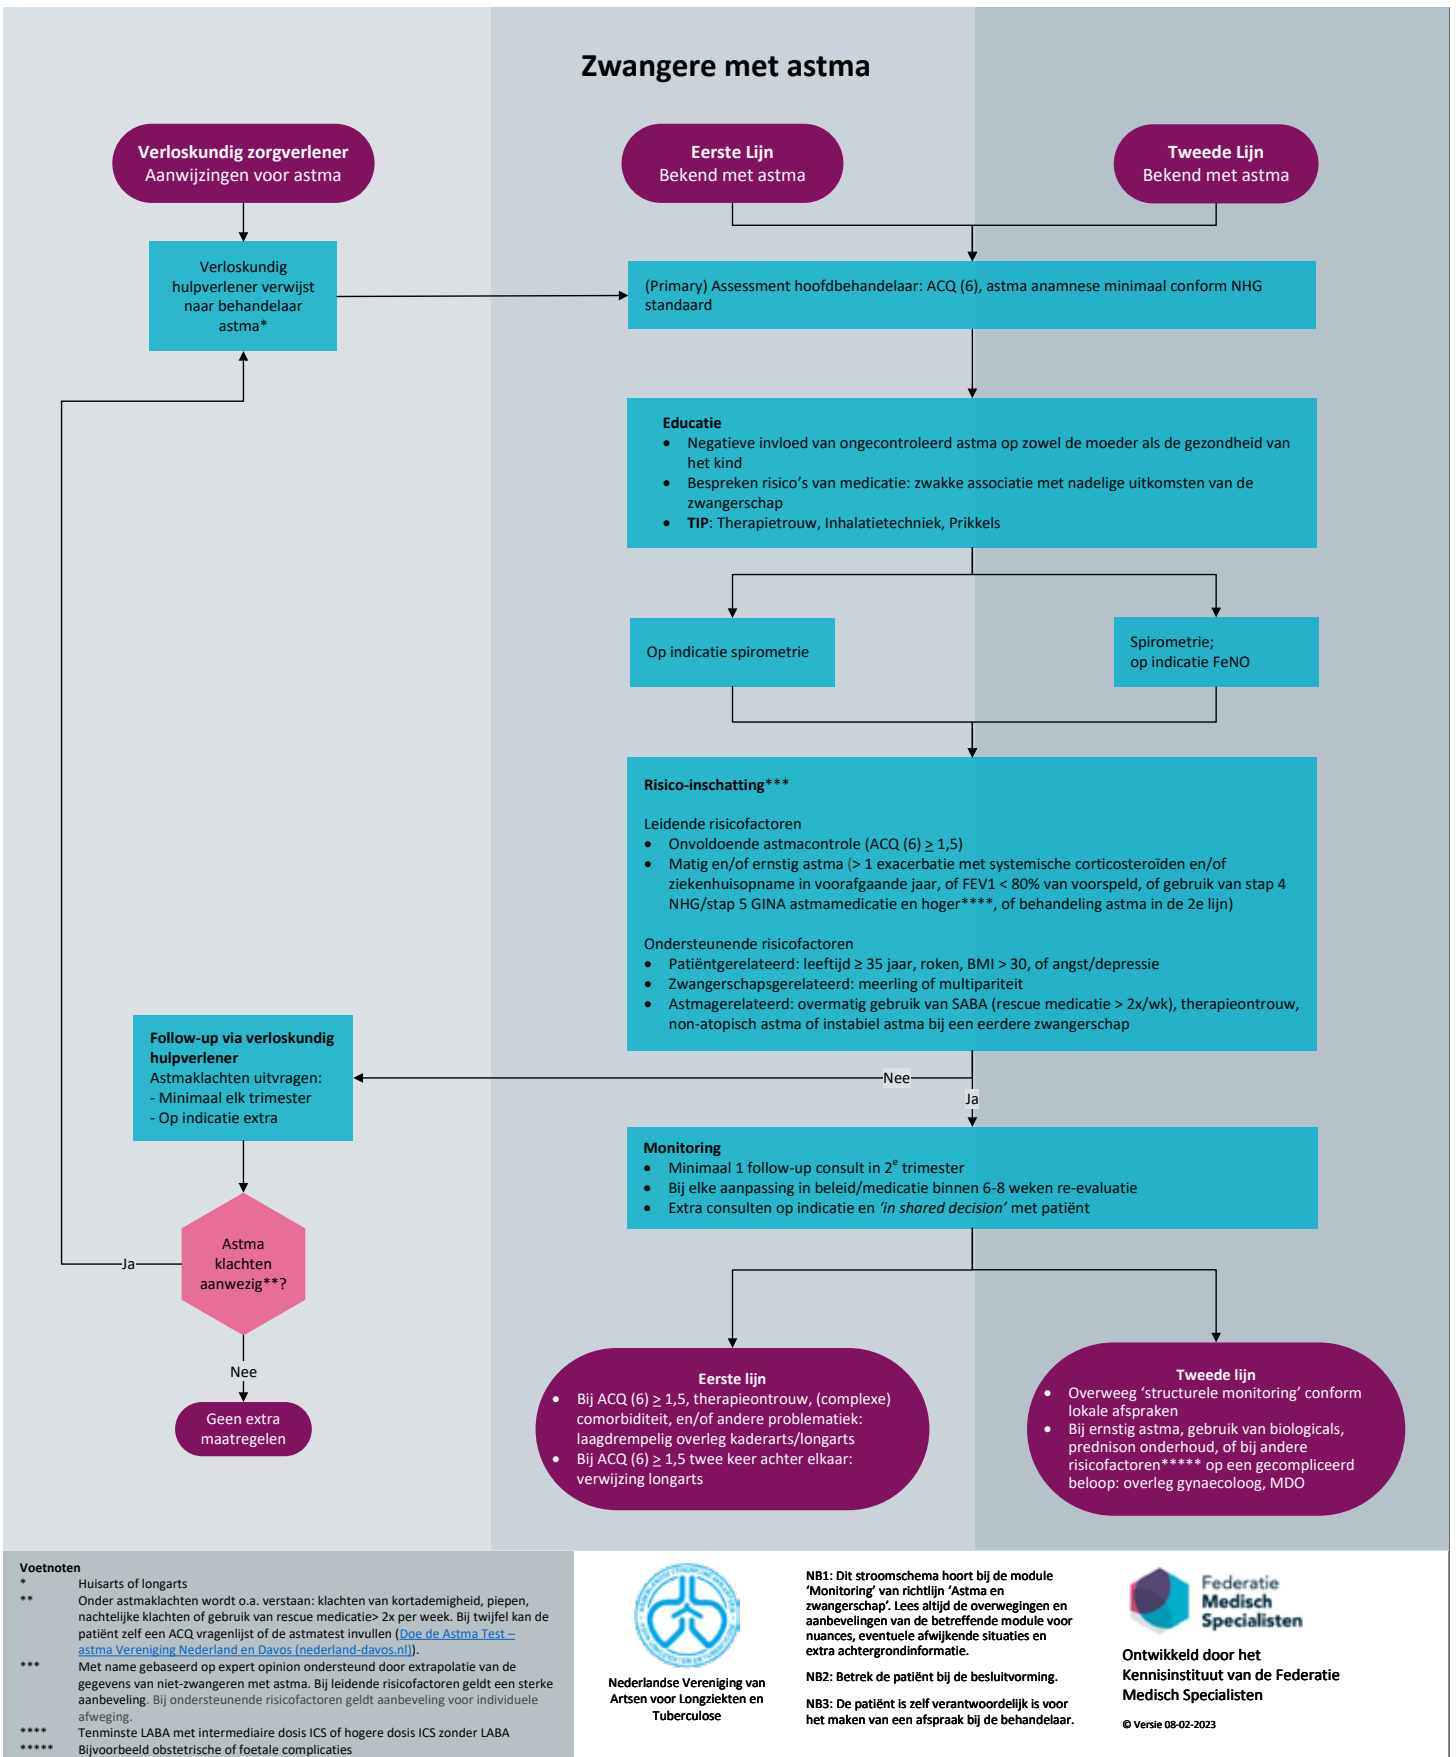 Zwangere met astma
Verloskundig zorgverlener
Aanwijzingen voor astma
Eerste Lijn
Bekend met astma
Tweede Lijn
Bekend met astma
Verloskundig
hulpverlener verwijst
naar behandelaar
astma*
(Primary) Assessment hoofdbehandelaar: ACQ (6), astma anamnese minimaal conform NHG
standaard
Educatie
• Negatieve invloed van ongecontroleerd astma op zowel de moeder als de gezondheid van
het kind
• Bespreken risico’s van medicatie: zwakke associatie met nadelige uitkomsten van de
zwangerschap
• TIP: Therapietrouw, Inhalatietechniek, Prikkels
Op indicatie spirometrie
Spirometrie;
op indicatie FeNO
Risico-inschatting***
Leidende risicofactoren
• Onvoldoende astmacontrole (ACQ (6) ≥ 1,5)
• Matig en/of ernstig astma (> 1 exacerbatie met systemische corticosteroïden en/of
ziekenhuisopname in voorafgaande jaar, of FEV1 < 80% van voorspeld, of gebruik van stap 4
NHG/stap 5 GINA astmamedicatie en hoger****, of behandeling astma in de 2e lijn)
Ondersteunende risicofactoren
• Patiëntgerelateerd: leeftijd ≥ 35 jaar, roken, BMI > 30, of angst/depressie
• Zwangerschapsgerelateerd: meerling of multipariteit
• Astmagerelateerd: overmatig gebruik van SABA (rescue medicatie > 2x/wk), therapieontrouw,
non-atopisch astma of instabiel astma bij een eerdere zwangerschap
Follow-up via verloskundig
hulpverlener
Astmaklachten uitvragen:
- Minimaal elk trimester
- Op indicatie extra
Nee
Ja
Monitoring
• Minimaal 1 follow-up consult in 2e trimester
• Bij elke aanpassing in beleid/medicatie binnen 6-8 weken re-evaluatie
• Extra consulten op indicatie en ‘in shared decision’ met patiënt
Astma
klachten
aanwezig**?
Ja
Nee
Geen extra
maatregelen
Eerste lijn
• Bij ACQ (6) ≥ 1,5, therapieontrouw, (complexe)
comorbiditeit, en/of andere problematiek:
laagdrempelig overleg kaderarts/longarts
• Bij ACQ (6) ≥ 1,5 twee keer achter elkaar:
verwijzing longarts
Tweede lijn
• Overweeg ‘structurele monitoring’ conform
lokale afspraken
• Bij ernstig astma, gebruik van biologicals,
prednison onderhoud, of bij andere
risicofactoren***** op een gecompliceerd
beloop: overleg gynaecoloog, MDO
Voetnoten
* Huisarts of longarts
** Onder astmaklachten wordt o.a. verstaan: klachten van kortademigheid, piepen,
nachtelijke klachten of gebruik van rescue medicatie> 2x per week. Bij twijfel kan de
patiënt zelf een ACQ vragenlijst of de astmatest invullen (Doe de Astma Test –
astma Vereniging Nederland en Davos (nederland-davos.nl)).
*** Met name gebaseerd op expert opinion ondersteund door extrapolatie van de
gegevens van niet-zwangeren met astma. Bij leidende risicofactoren geldt een sterke
aanbeveling. Bij ondersteunende risicofactoren geldt aanbeveling voor individuele
afweging.
**** Tenminste LABA met intermediaire dosis ICS of hogere dosis ICS zonder LABA
***** Bijvoorbeeld obstetrische of foetale complicaties
Nederlandse Vereniging van
Artsen voor Longziekten en
Tuberculose
NB1: Dit stroomschema hoort bij de module
‘Monitoring’ van richtlijn ‘Astma en
zwangerschap’. Lees altijd de overwegingen en
aanbevelingen van de betreffende module voor
nuances, eventuele afwijkende situaties en
extra achtergrondinformatie.
NB2: Betrek de patiënt bij de besluitvorming.
NB3: De patiënt is zelf verantwoordelijk is voor
het maken van een afspraak bij de behandelaar.
Federatie
Medisch
Specialisten
Ontwikkeld door het
Kennisinstituut van de Federatie
Medisch Specialisten
© Versie 08-02-2023